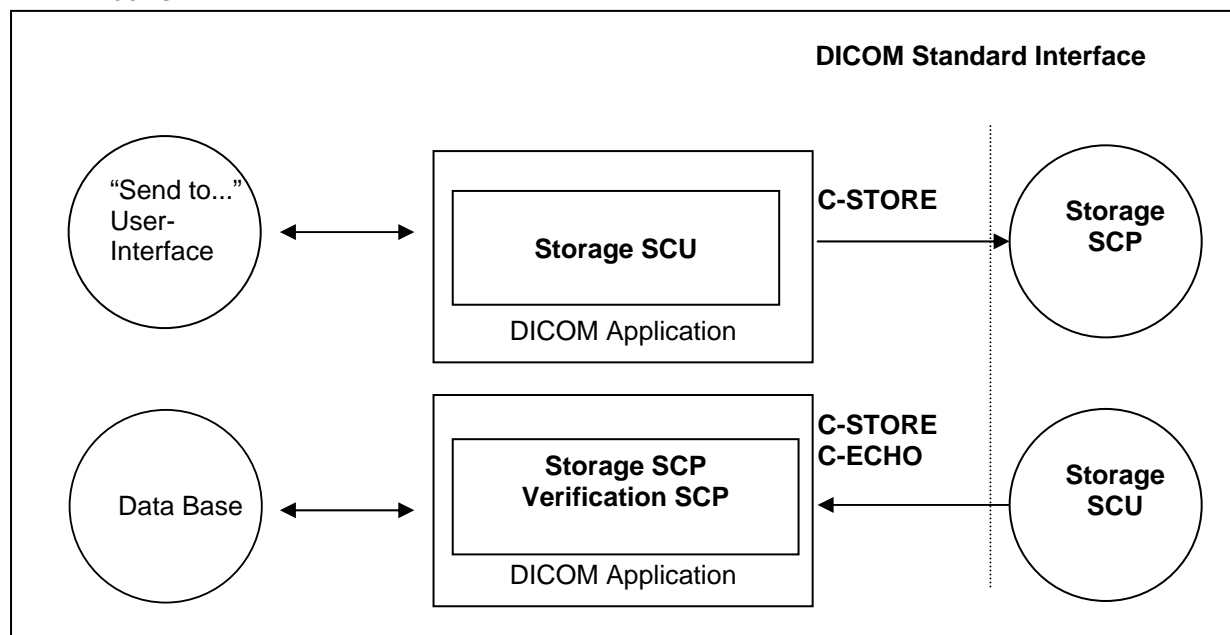 DICOM Standard Interface
“Send to...”
User-
Interface
Storage SCU
DICOM Application
C-STORE
Storage
SCP
Data Base
Storage SCP
Verification SCP
DICOM Application
C-STORE
C-ECHO
Storage
SCU